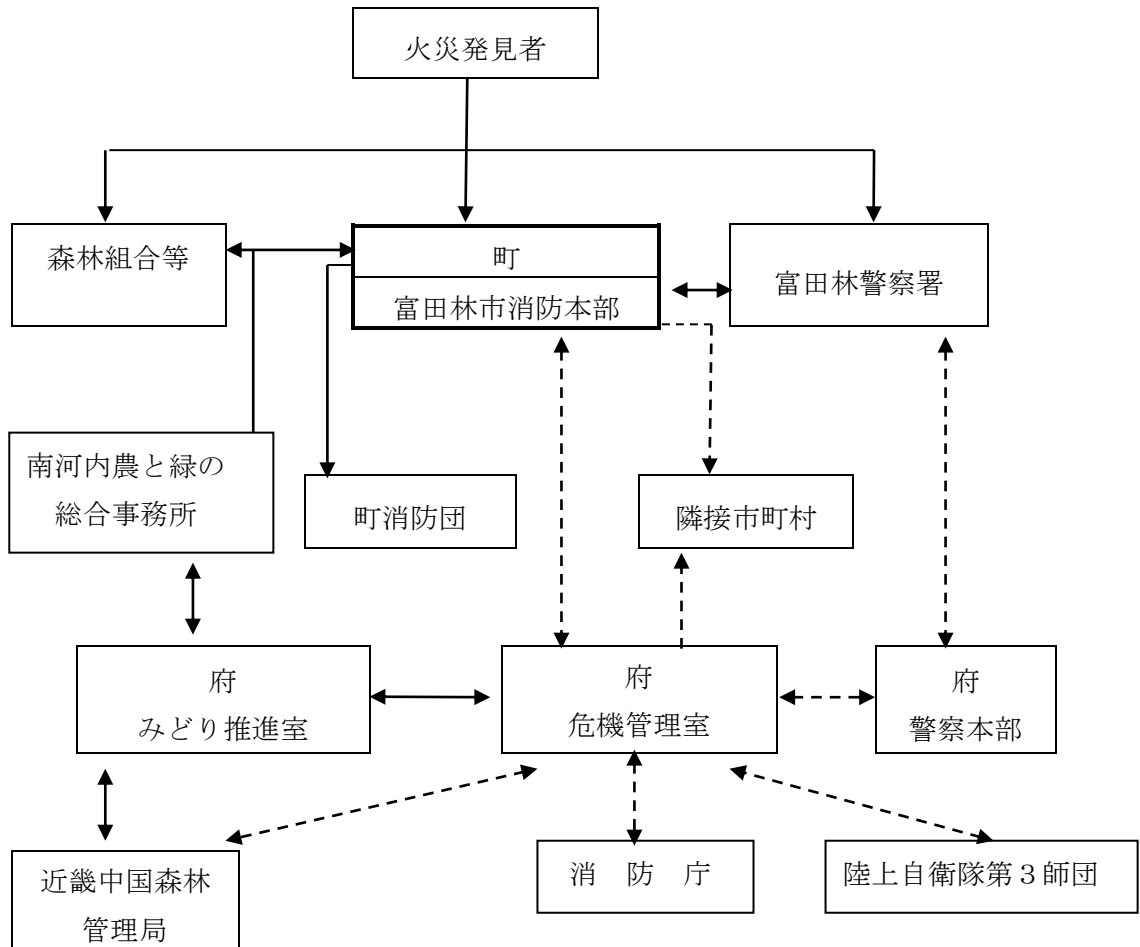 火災発見者
森林組合等
町
富田林市消防本部
富田林警察署
南河内農と緑の
総合事務所
町消防団
隣接市町村
府
みどり推進室
府
危機管理室
府
警察本部
近畿中国森林
管理局
消　防　庁
陸上自衛隊第３師団